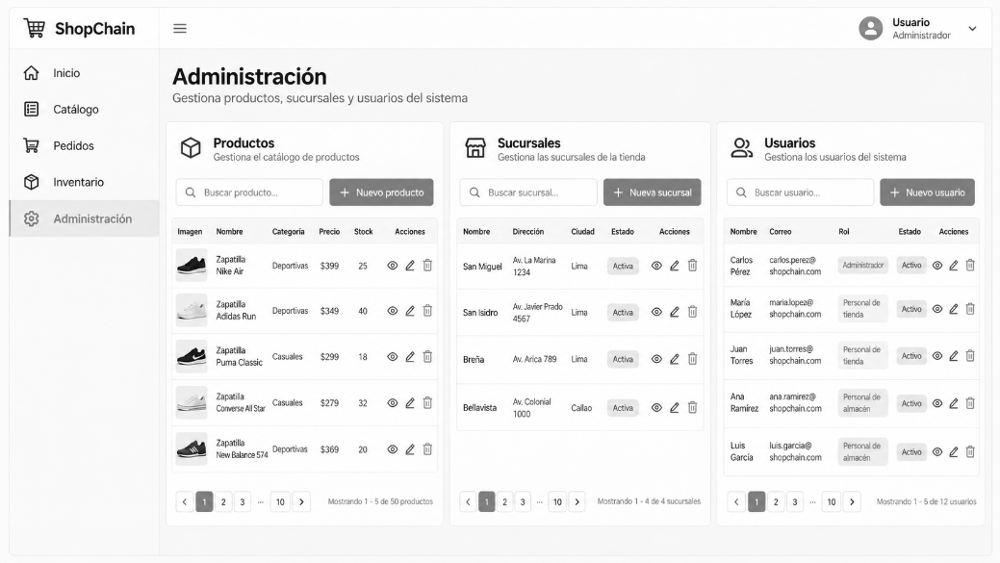 ShopChain
Usuario
Administrador
Inicio
Catálogo
Pedidos
Inventario
Administración
Administración
Gestiona productos, sucursales y usuarios del sistema
Productos
Gestiona el catálogo de productos
Buscar producto...
+ Nuevo producto
Imagen Nombre Categoría Precio Stock Acciones
Zapatilla
Nike Air
Deportivas $399 25
Zapatilla
Adidas Run
Deportivas $349 40
Zapatilla
Puma Classic
Casuales $299 18
Zapatilla
Converse All Star
Casuales $279 32
Zapatilla
New Balance 574
Deportivas $369 20
< 1 2 3 ... 10 > Mostrando 1 - 5 de 50 productos
Sucursales
Gestiona las sucursales de la tienda
Buscar sucursal...
+ Nueva sucursal
Nombre Dirección Ciudad Estado Acciones
San Miguel
Av. La Marina
1234
Lima Activa
San Isidro
Av. Javier Prado
4567
Lima Activa
Breña Av. Arica 789 Lima Activa
Bellavista
Av. Colonial
1000
Callao Activa
< 1 2 3 ... 10 > Mostrando 1 - 4 de 4 sucursales
Usuarios
Gestiona los usuarios del sistema
Buscar usuario...
+ Nuevo usuario
Nombre Correo Rol Estado Acciones
Carlos
Pérez
carlos.perez@
shopchain.com
Administrador Activo
María
López
maria.lopez@
shopchain.com
Personal de
tienda
Activo
Juan
Torres
juan.torres@
shopchain.com
Personal de
tienda
Activo
Ana
Ramírez
ana.ramirez@
shopchain.com
Personal de
almacén
Activo
Luis
García
luis.garcia@
shopchain.com
Personal de
almacén
Activo
< 1 2 3 ... 10 > Mostrando 1 - 5 de 12 usuarios